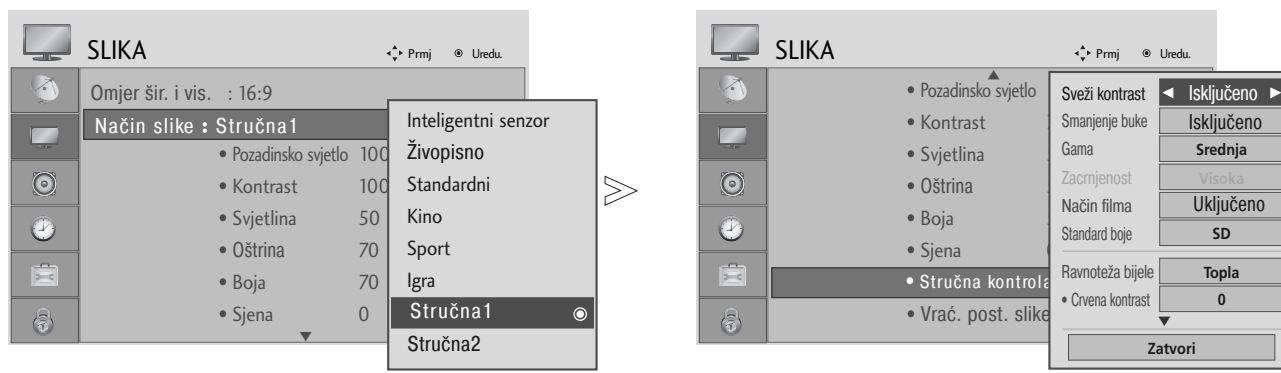 SLIKA
Prmj
Uredu.
Omjer šir. i vis. : 16:9
Način slike : Stručna1
• Pozadinsko svjetlo 100
• Kontrast 100
• Svjetlina 50
• Oštrina 70
• Boja 70
• Sjena 0
Inteligentni senzor
Živopisno
Standardni
Kino
Sport
Igra
Stručna1
Stručna2
SLIKA
Prmj
Uredu.
• Pozadinsko svjetlo
• Kontrast
• Svjetlina
• Oštrina
• Boja
• Sjena
• Stručna kontrola
• Vrać. post. slike
Sveži kontrast Isključeno
Smanjenje buke Isključeno
Gama Srednja
Zacrnjenost Visoka
Način filma Uključeno
Standard boje SD
Ravnoteža bijele Topla
• Crvena kontrast 0
Zatvori